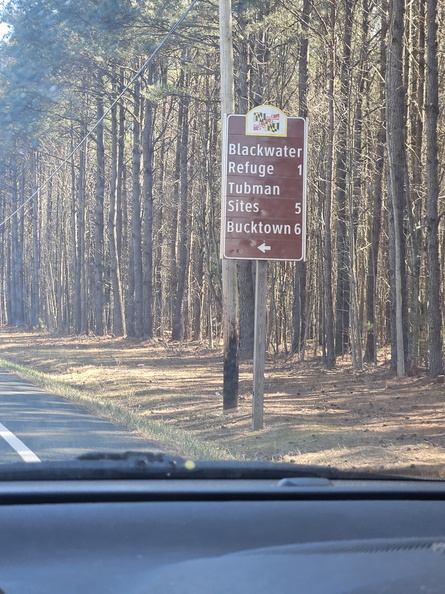 Blackwater
Refuge 1
Tubman
Sites 5
Bucktown 6